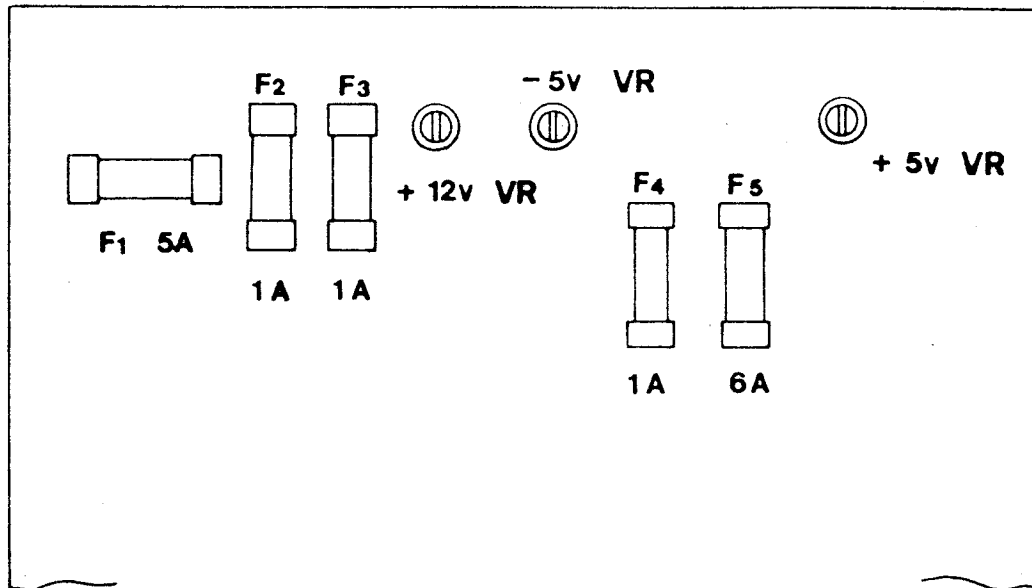 F2 F3 - 5v VR
+ 12v VR
+ 5v VR
F1 5A
1A 1A
F4 F5
1A 6A